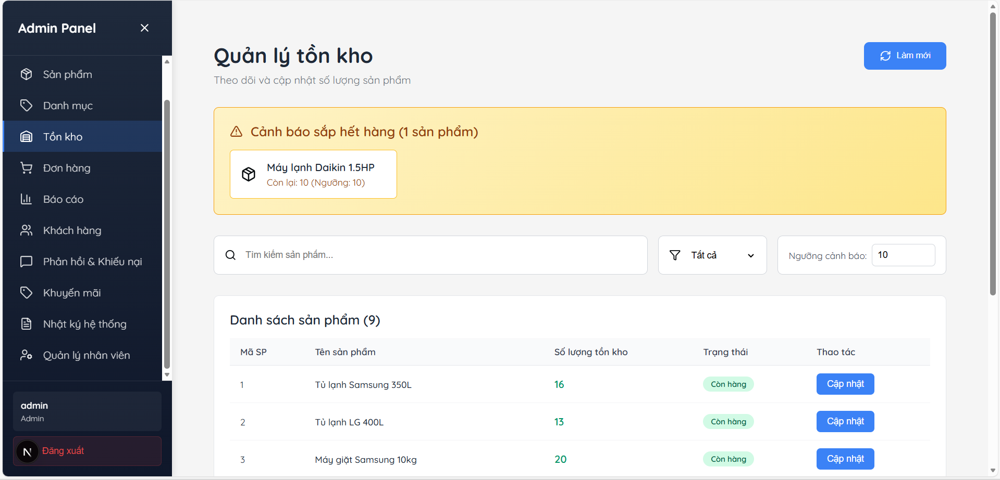 Admin Panel
Sản phẩm
Danh mục
Tồn kho
Đơn hàng
Báo cáo
Khách hàng
Phản hồi & Khiếu nại
Khuyến mãi
Nhật ký hệ thống
Quản lý nhân viên
admin
Admin
N
Đăng xuất
Quản lý tồn kho
Theo dõi và cập nhật số lượng sản phẩm
Làm mới
Cảnh báo sắp hết hàng (1 sản phẩm)
Máy lạnh Daikin 1.5HP
Còn lại: 10 (Ngưỡng: 10)
Tìm kiếm sản phẩm...
Tất cả
Ngưỡng cảnh báo: 10
Danh sách sản phẩm (9)
Mã SP Tên sản phẩm Số lượng tồn kho Trạng thái Thao tác
1 Tủ lạnh Samsung 350L 16 Còn hàng Cập nhật
2 Tủ lạnh LG 400L 13 Còn hàng Cập nhật
3 Máy giặt Samsung 10kg 20 Còn hàng Cập nhật